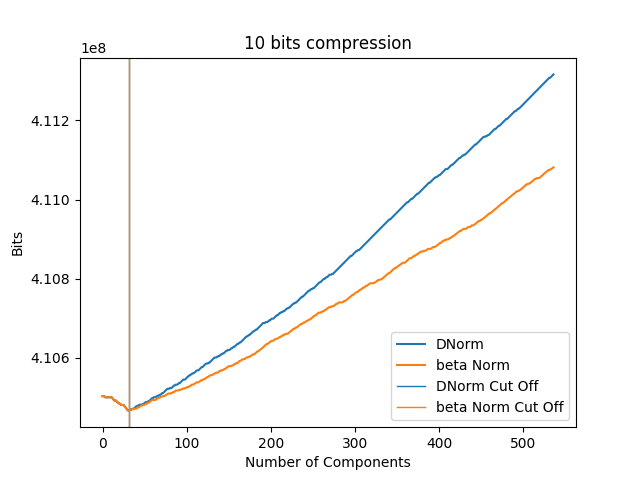 10 bits compression
1e8
4.112
4.110
4.108
4.106
Bits
0 100 200 300 400 500
Number of Components
DNorm
beta Norm
DNorm Cut Off
beta Norm Cut Off